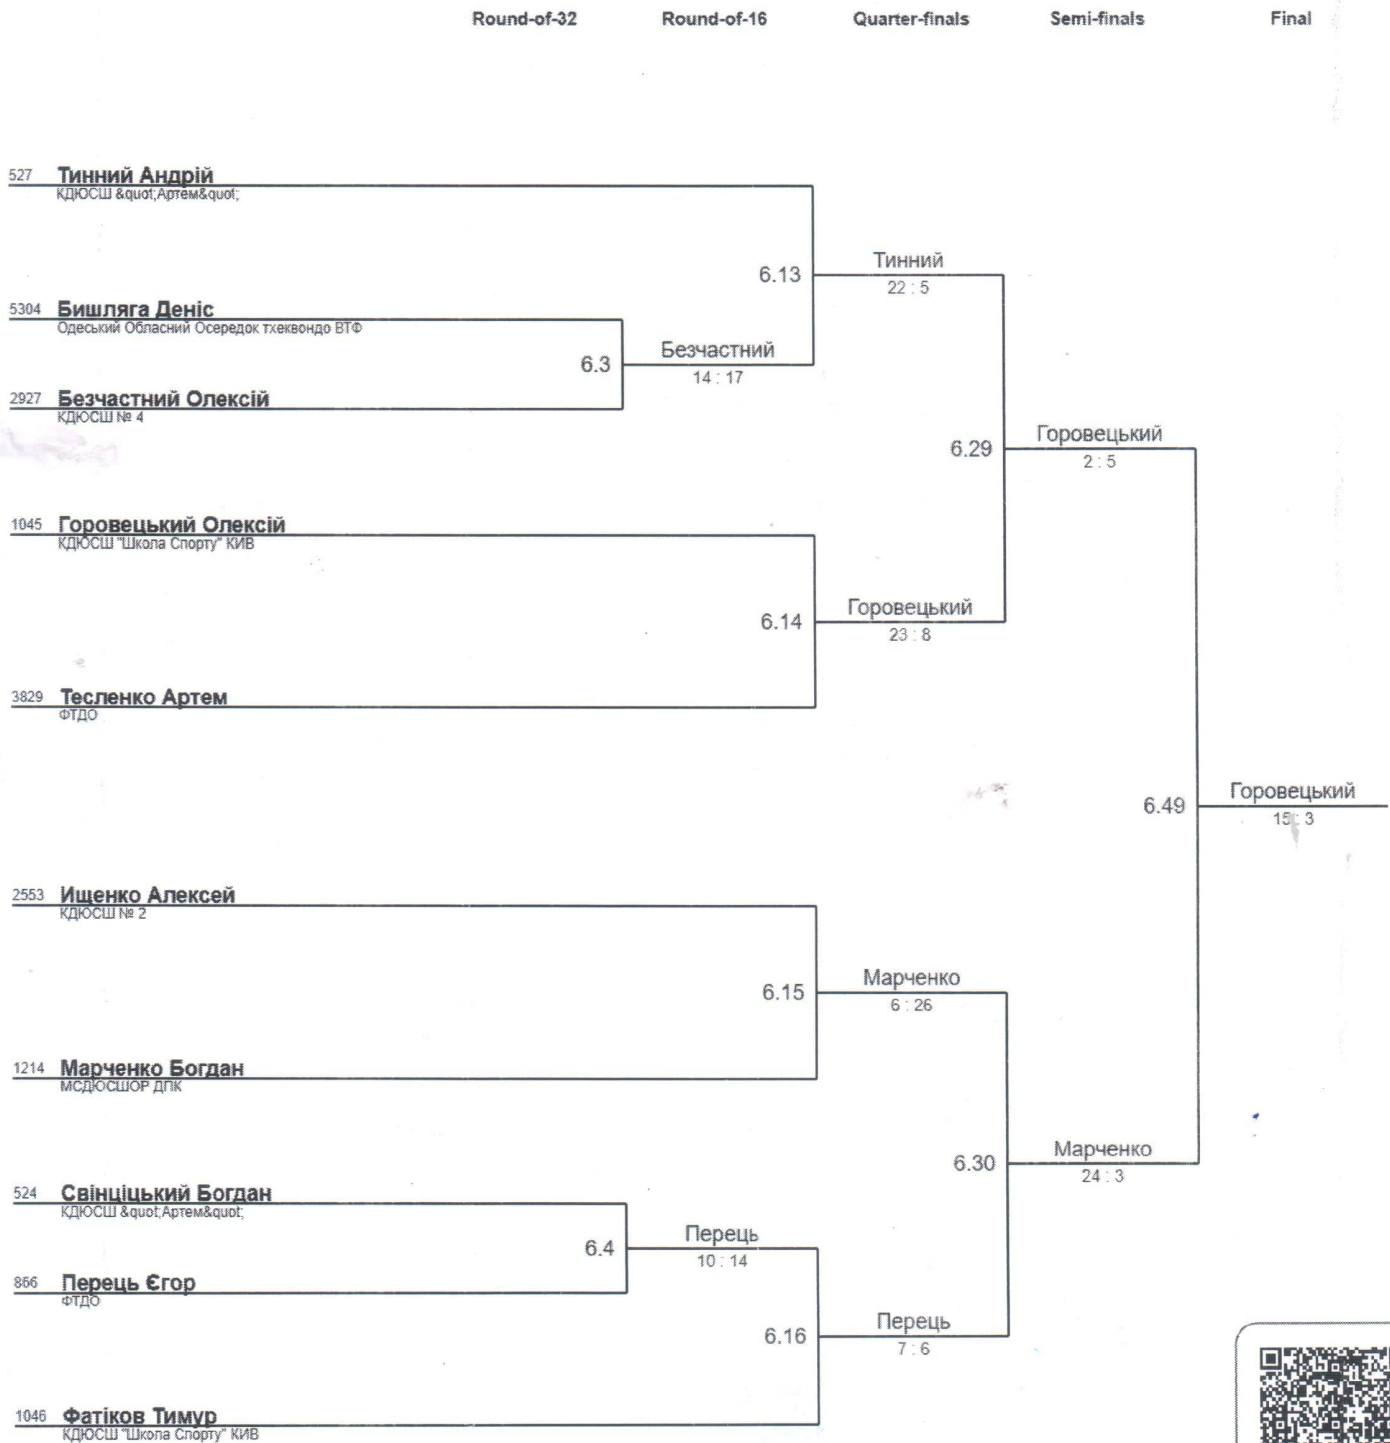 Round-of-32 Round-of-16 Quarter-finals Semi-finals Final
527 Тинний Андрій
КДЮСШ &quot;Артем&quot;
6.13 Тинний
22 : 5
5304 Бишляга Деніс
Одеський Обласний Осередок тхеквондо ВТФ
6.3 Безчастний
14 : 17
2927 Безчастний Олексій
КДЮСШ № 4
6.29 Горовецький
2 : 5
1045 Горовецький Олексій
КДЮСШ "Школа Спорту" КИВ
6.14 Горовецький
23 : 8
3829 Тесленко Артем
ФТДО
6.49 Горовецький
15 : 3
2553 Ищенко Алексей
КДЮСШ № 2
6.15 Марченко
6 : 26
1214 Марченко Богдан
МСДЮСШОР ДПК
6.30 Марченко
24 : 3
524 Свінціцький Богдан
КДЮСШ &quot;Артем&quot;
6.4 Перець
10 : 14
866 Перець Єгор
ФТДО
6.16 Перець
7 : 6
1046 Фатіков Тимур
КДЮСШ "Школа Спорту" КИВ